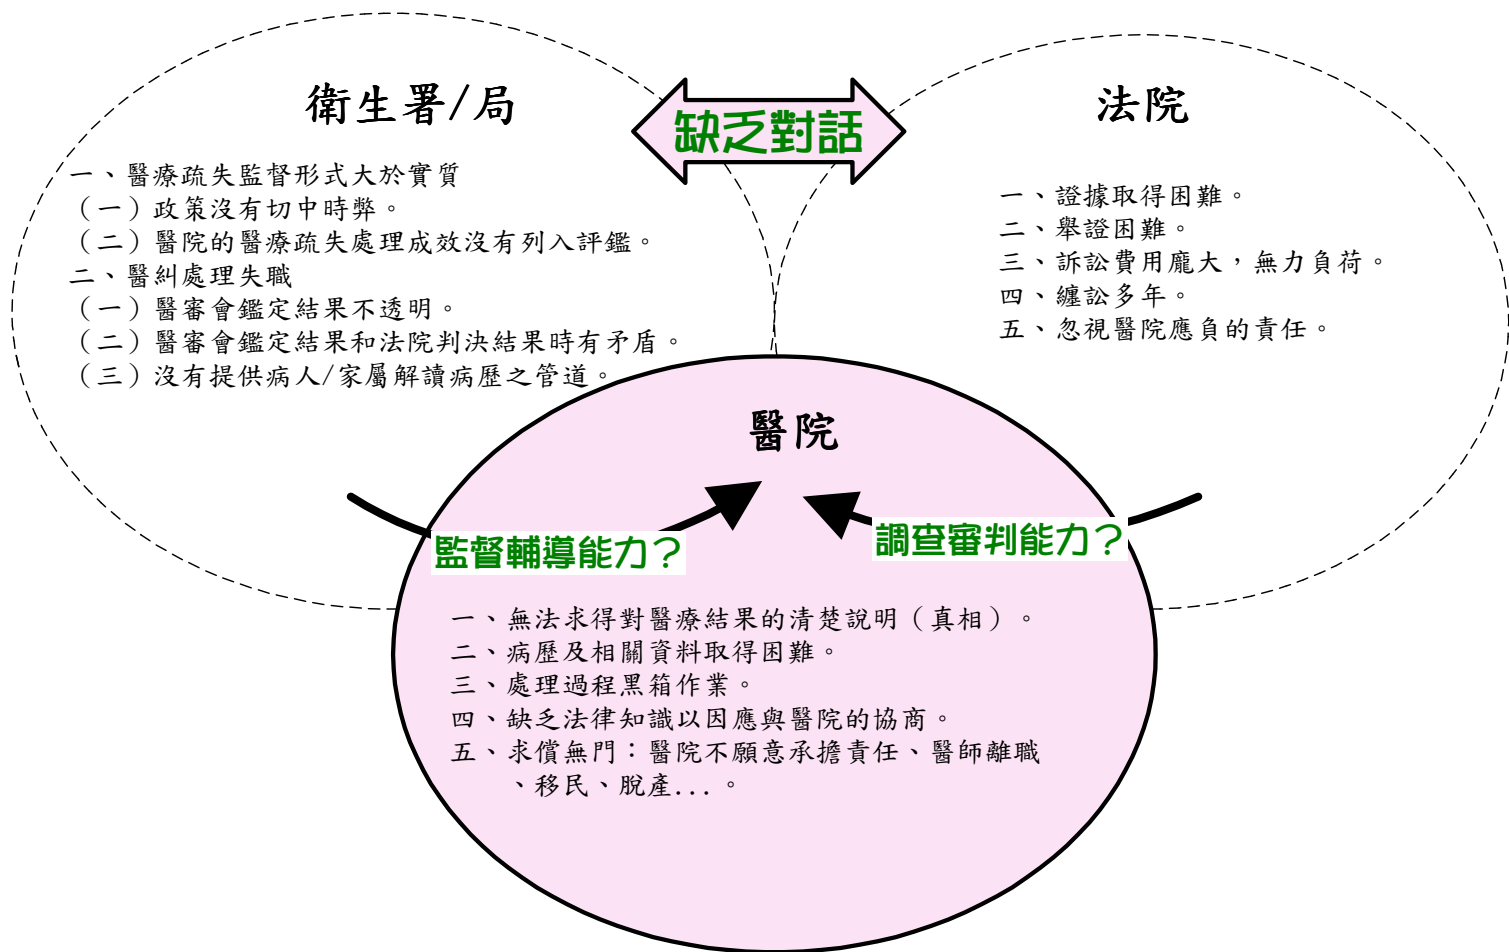 衛生署/局
一、醫療疏失監督形式大於實質
（一）政策沒有切中時弊。
（二）醫院的醫療疏失處理成效沒有列入評鑑。
二、醫糾處理失職
（一）醫審會鑑定結果不透明。
（二）醫審會鑑定結果和法院判決結果時有矛盾。
（三）沒有提供病人/家屬解讀病歷之管道。
缺乏對話
法院
一、證據取得困難。
二、舉證困難。
三、訴訟費用龐大，無力負荷。
四、纏訟多年。
五、忽視醫院應負的責任。
醫院
監督輔導能力？
調查審判能力？
一、無法求得對醫療結果的清楚說明（真相）。
二、病歷及相關資料取得困難。
三、處理過程黑箱作業。
四、缺乏法律知識以因應與醫院的協商。
五、求償無門：醫院不願意承擔責任、醫師離職
、移民、脫產...。